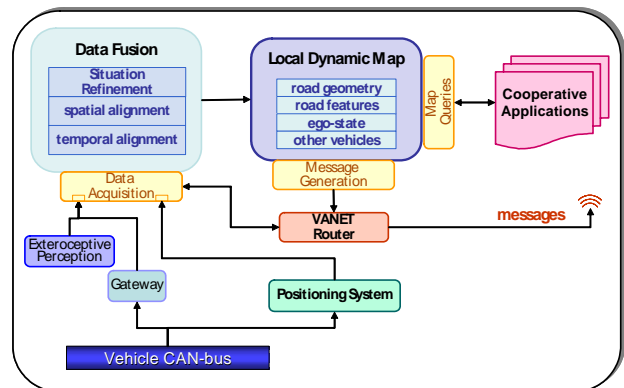 Data Fusion
Situation
Refinement
spatial alignment
temporal alignment
Data
Acquisition
Local Dynamic Map
road geometry
road features
ego-state
other vehicles
Map
Queries
Cooperative
Applications
Message
Generation
VANET
Router
messages
Exteroceptive
Perception
Gateway
Positioning System
Vehicle CAN-bus